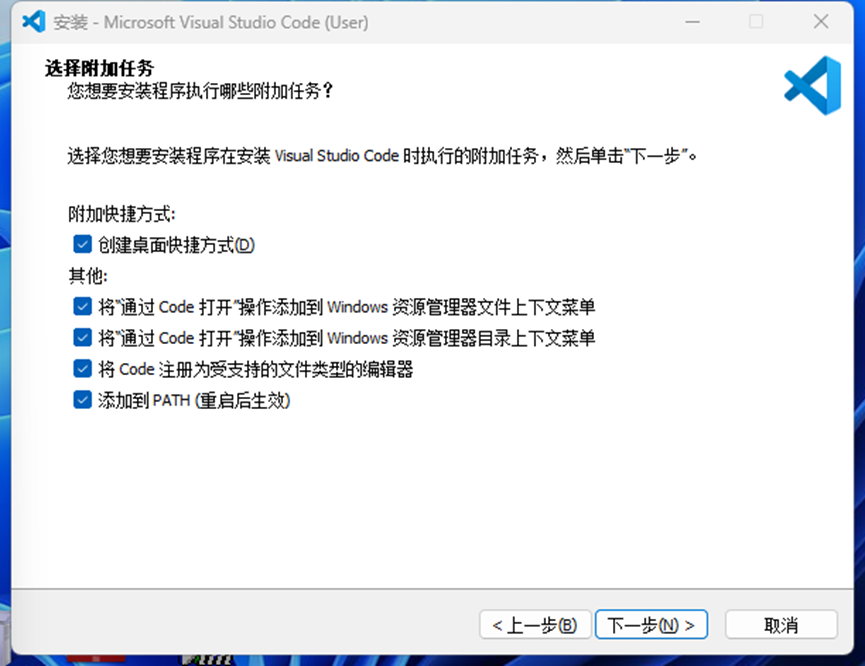 安装 - Microsoft Visual Studio Code (User)
选择附加任务
您想要安装程序执行哪些附加任务？
选择您想要安装程序在安装 Visual Studio Code 时执行的附加任务，然后单击“下一步”。
附加快捷方式:
创建桌面快捷方式(D)
其他:
将“通过 Code 打开”操作添加到 Windows 资源管理器文件上下文菜单
将“通过 Code 打开”操作添加到 Windows 资源管理器目录上下文菜单
将 Code 注册为受支持的文件类型的编辑器
添加到 PATH (重启后生效)
< 上一步(B) 下一步(N) > 取消